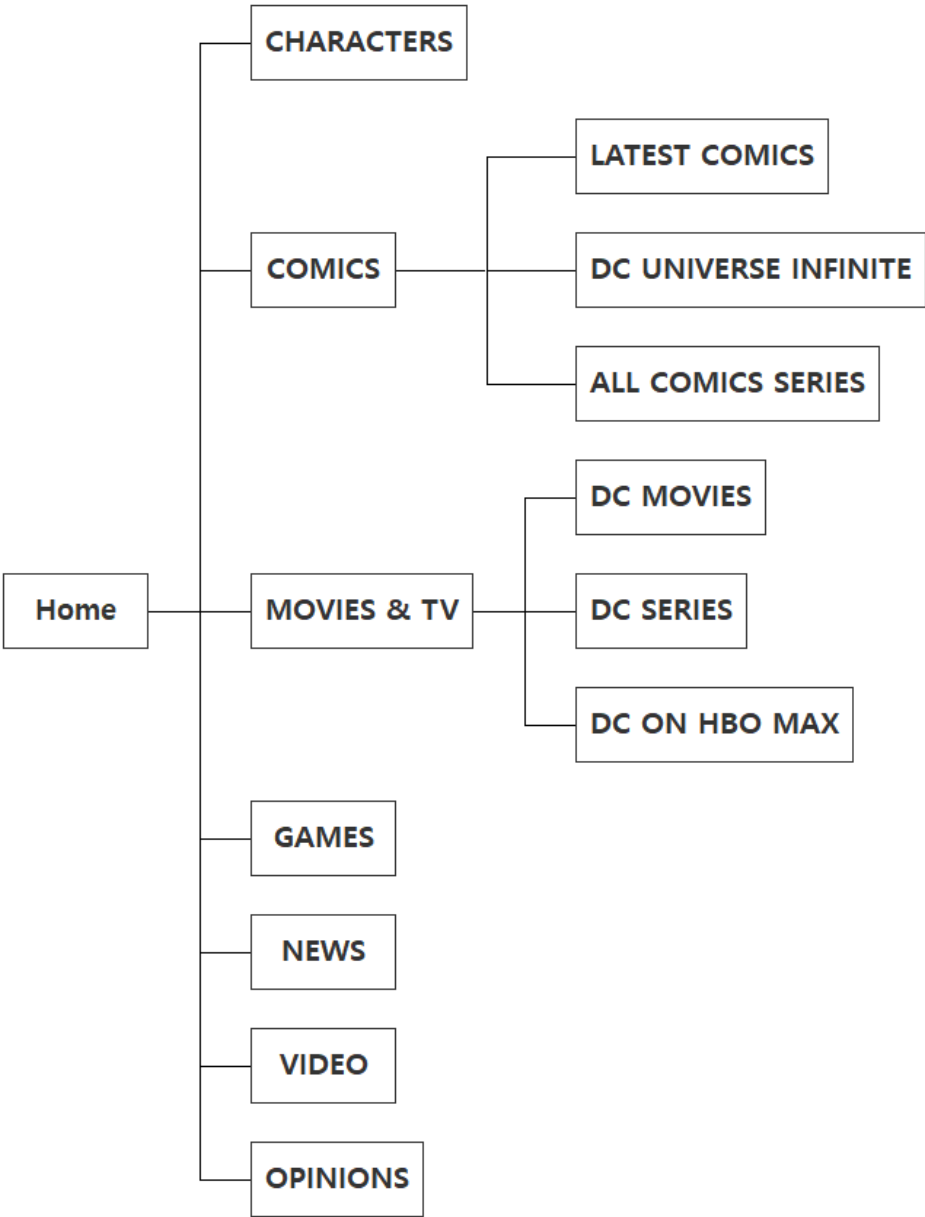 CHARACTERS
LATEST COMICS
COMICS
DC UNIVERSE INFINITE
ALL COMICS SERIES
DC MOVIES
Home
MOVIES & TV
DC SERIES
DC ON HBO MAX
GAMES
NEWS
VIDEO
OPINIONS